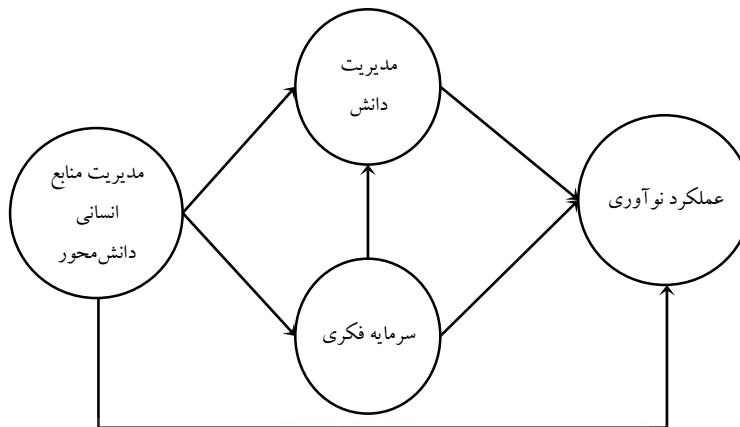 مدیریت
دانش
مدیریت منابع
انسانی
دانش‌محور
عملکرد نوآوری
سرمایه فکری